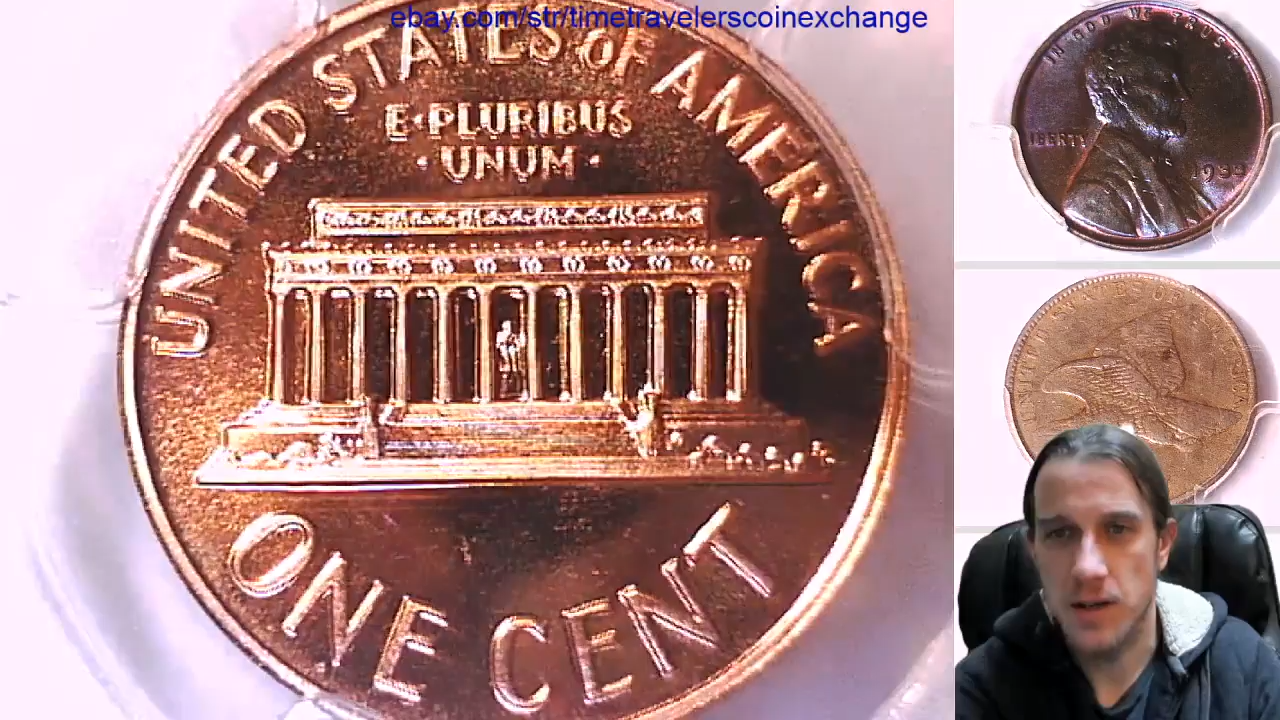 ebay.com/str/timetravelerscoinexchange
UNITED STATES of AMERICA
E·PLURIBUS
·UNUM·
ONE CENT
IN GOD WE TRUST
LIBERTY